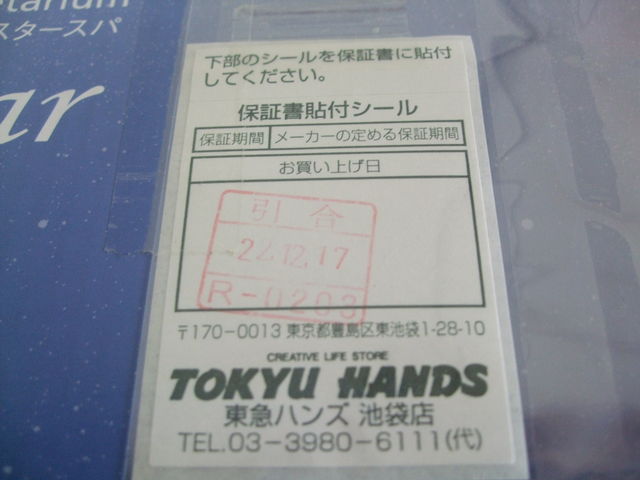 etarium
スタースパ
ar
下部のシールを保証書に貼付
してください。
保証書貼付シール
保証期間 メーカーの定める保証期間
お買い上げ日
引合
-22.12.17
R-0203
〒170-0013 東京都豊島区東池袋1-28-10
CREATIVE LIFE STORE
TOKYU HANDS
東急ハンズ 池袋店
TEL.03-3980-6111(代)